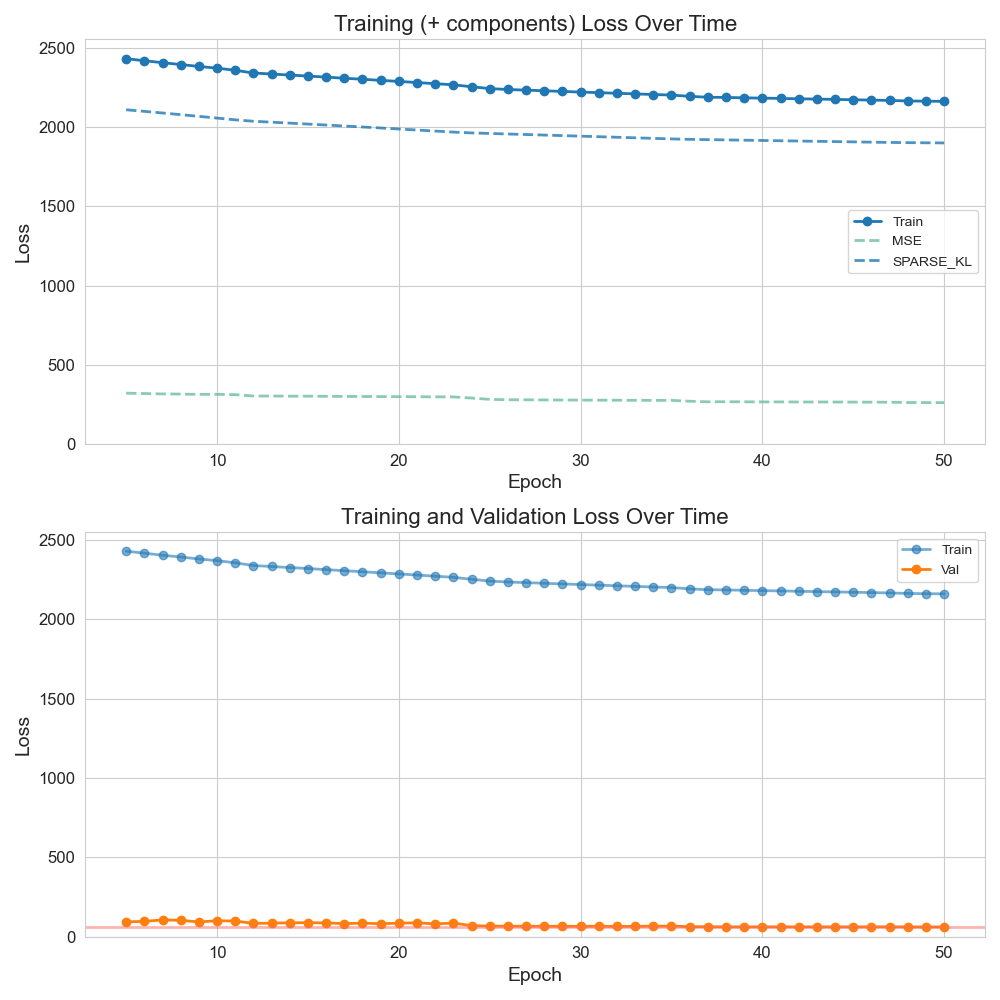 Training (+ components) Loss Over Time
2500
2000
1500
1000
500
0
Loss
Train
MSE
SPARSE_KL
10 20 30 40 50
Epoch
Training and Validation Loss Over Time
2500
2000
1500
1000
500
0
Loss
Train
Val
10 20 30 40 50
Epoch